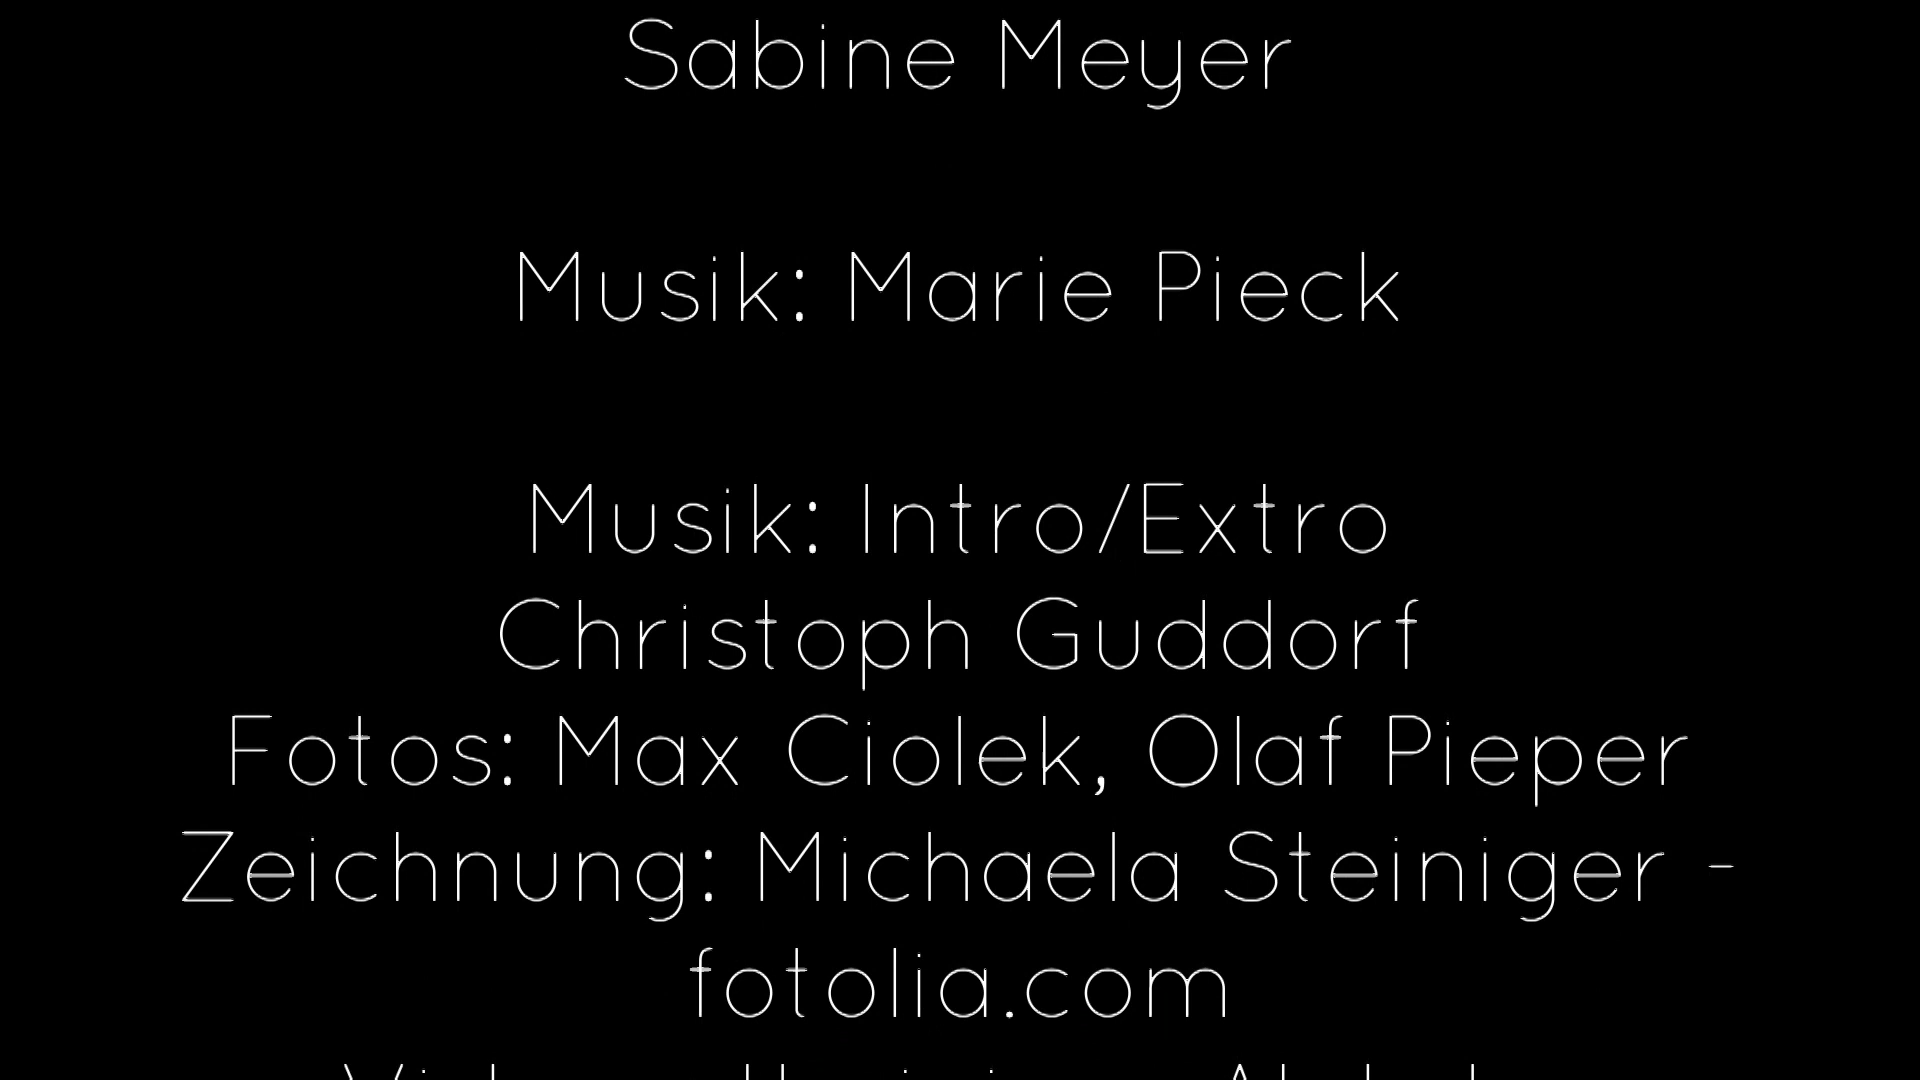 Sabine Meyer
Musik: Marie Pieck
Musik: Intro/Extro
Christoph Guddorf
Fotos: Max Ciolek, Olaf Pieper
Zeichnung: Michaela Steiniger -
fotolia.com